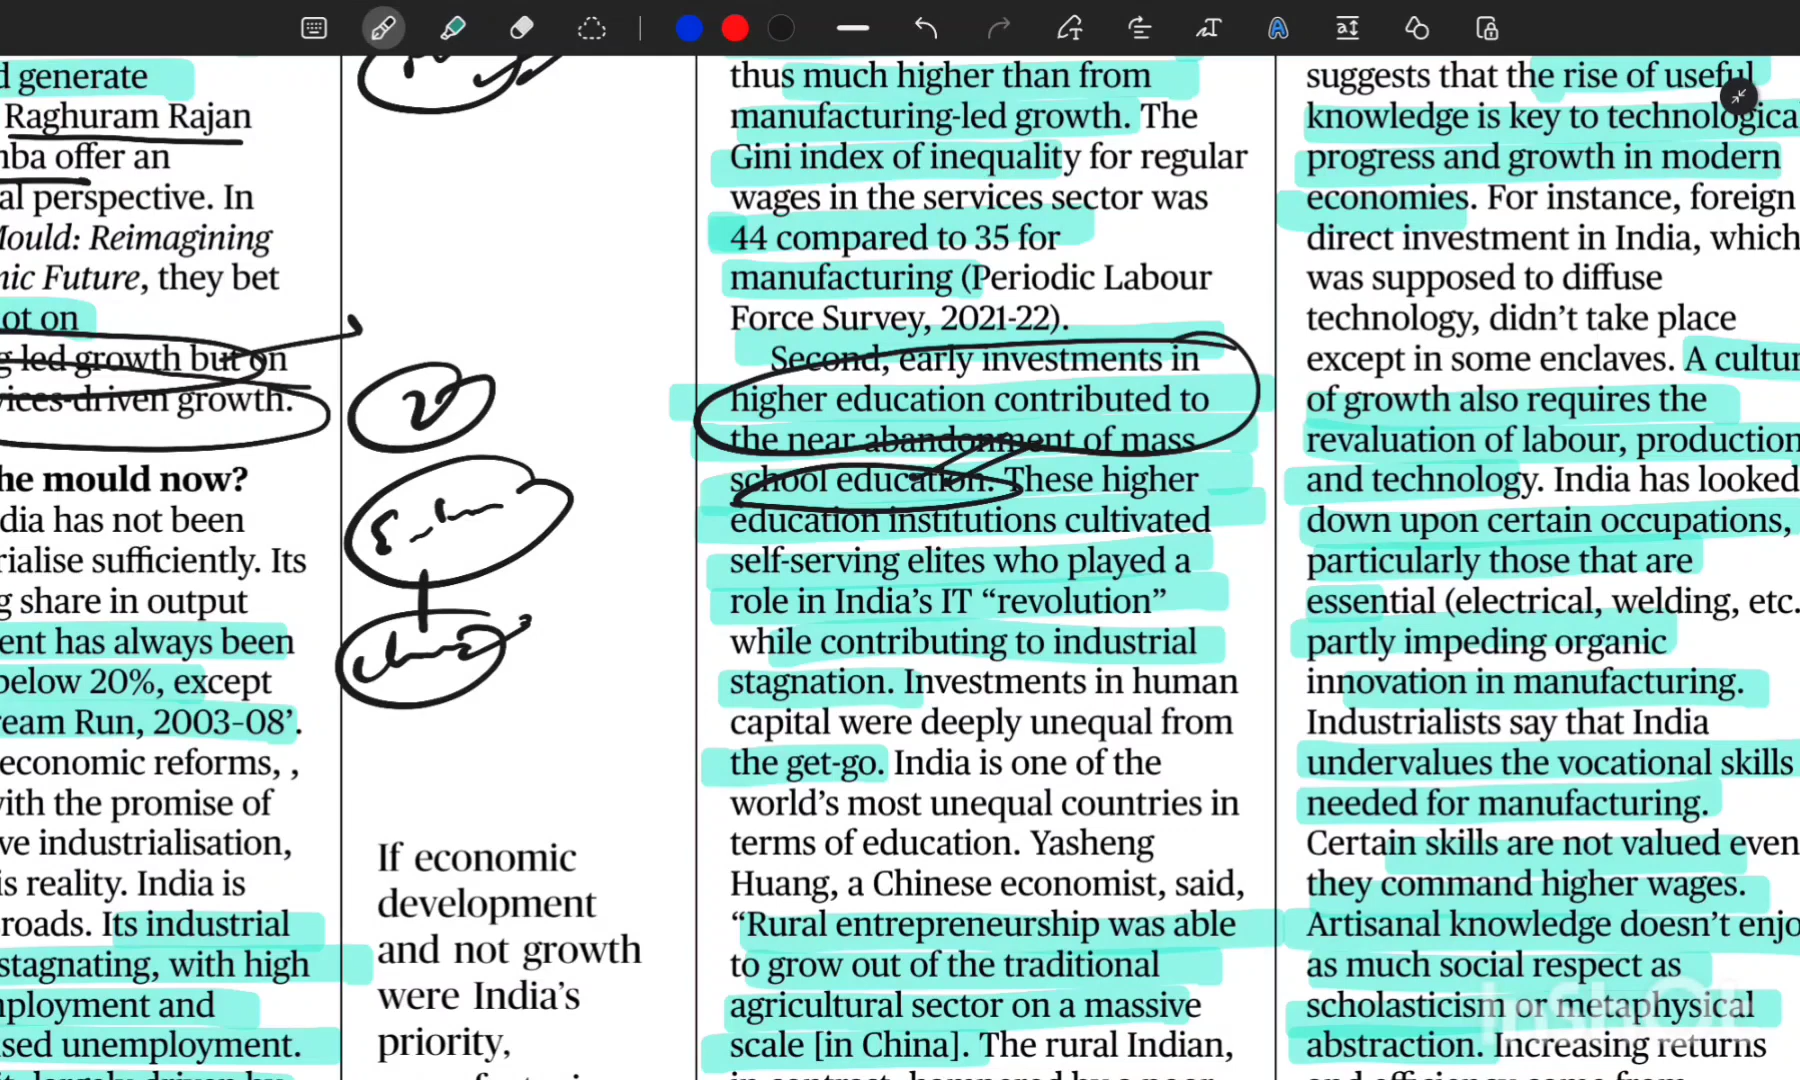 d generate
Raghuram Rajan
mba offer an
al perspective. In
Mould: Reimagining
mic Future, they bet
ot on
g led growth but on
vices-driven growth.
he mould now?
dia has not been
rialise sufficiently. Its
g share in output
ent has always been
below 20%, except
ream Run, 2003–08’.
economic reforms, ,
with the promise of
ve industrialisation,
is reality. India is
roads. Its industrial
stagnating, with high
ployment and
ised unemployment.
If economic
development
and not growth
were India’s
priority,
thus much higher than from
manufacturing-led growth. The
Gini index of inequality for regular
wages in the services sector was
44 compared to 35 for
manufacturing (Periodic Labour
Force Survey, 2021-22).
Second, early investments in
higher education contributed to
the near abandonment of mass
school education. These higher
education institutions cultivated
self-serving elites who played a
role in India’s IT “revolution”
while contributing to industrial
stagnation. Investments in human
capital were deeply unequal from
the get-go. India is one of the
world’s most unequal countries in
terms of education. Yasheng
Huang, a Chinese economist, said,
“Rural entrepreneurship was able
to grow out of the traditional
agricultural sector on a massive
scale [in China]. The rural Indian,
in contrast, hampered by a poor
suggests that the rise of useful
knowledge is key to technologica
progress and growth in modern
economies. For instance, foreign
direct investment in India, which
was supposed to diffuse
technology, didn’t take place
except in some enclaves. A cultur
of growth also requires the
revaluation of labour, production
and technology. India has looked
down upon certain occupations,
particularly those that are
essential (electrical, welding, etc.
partly impeding organic
innovation in manufacturing.
Industrialists say that India
undervalues the vocational skills
needed for manufacturing.
Certain skills are not valued even
they command higher wages.
Artisanal knowledge doesn’t enjo
as much social respect as
scholasticism or metaphysical
abstraction. Increasing returns
and efficiency come from
InShOt